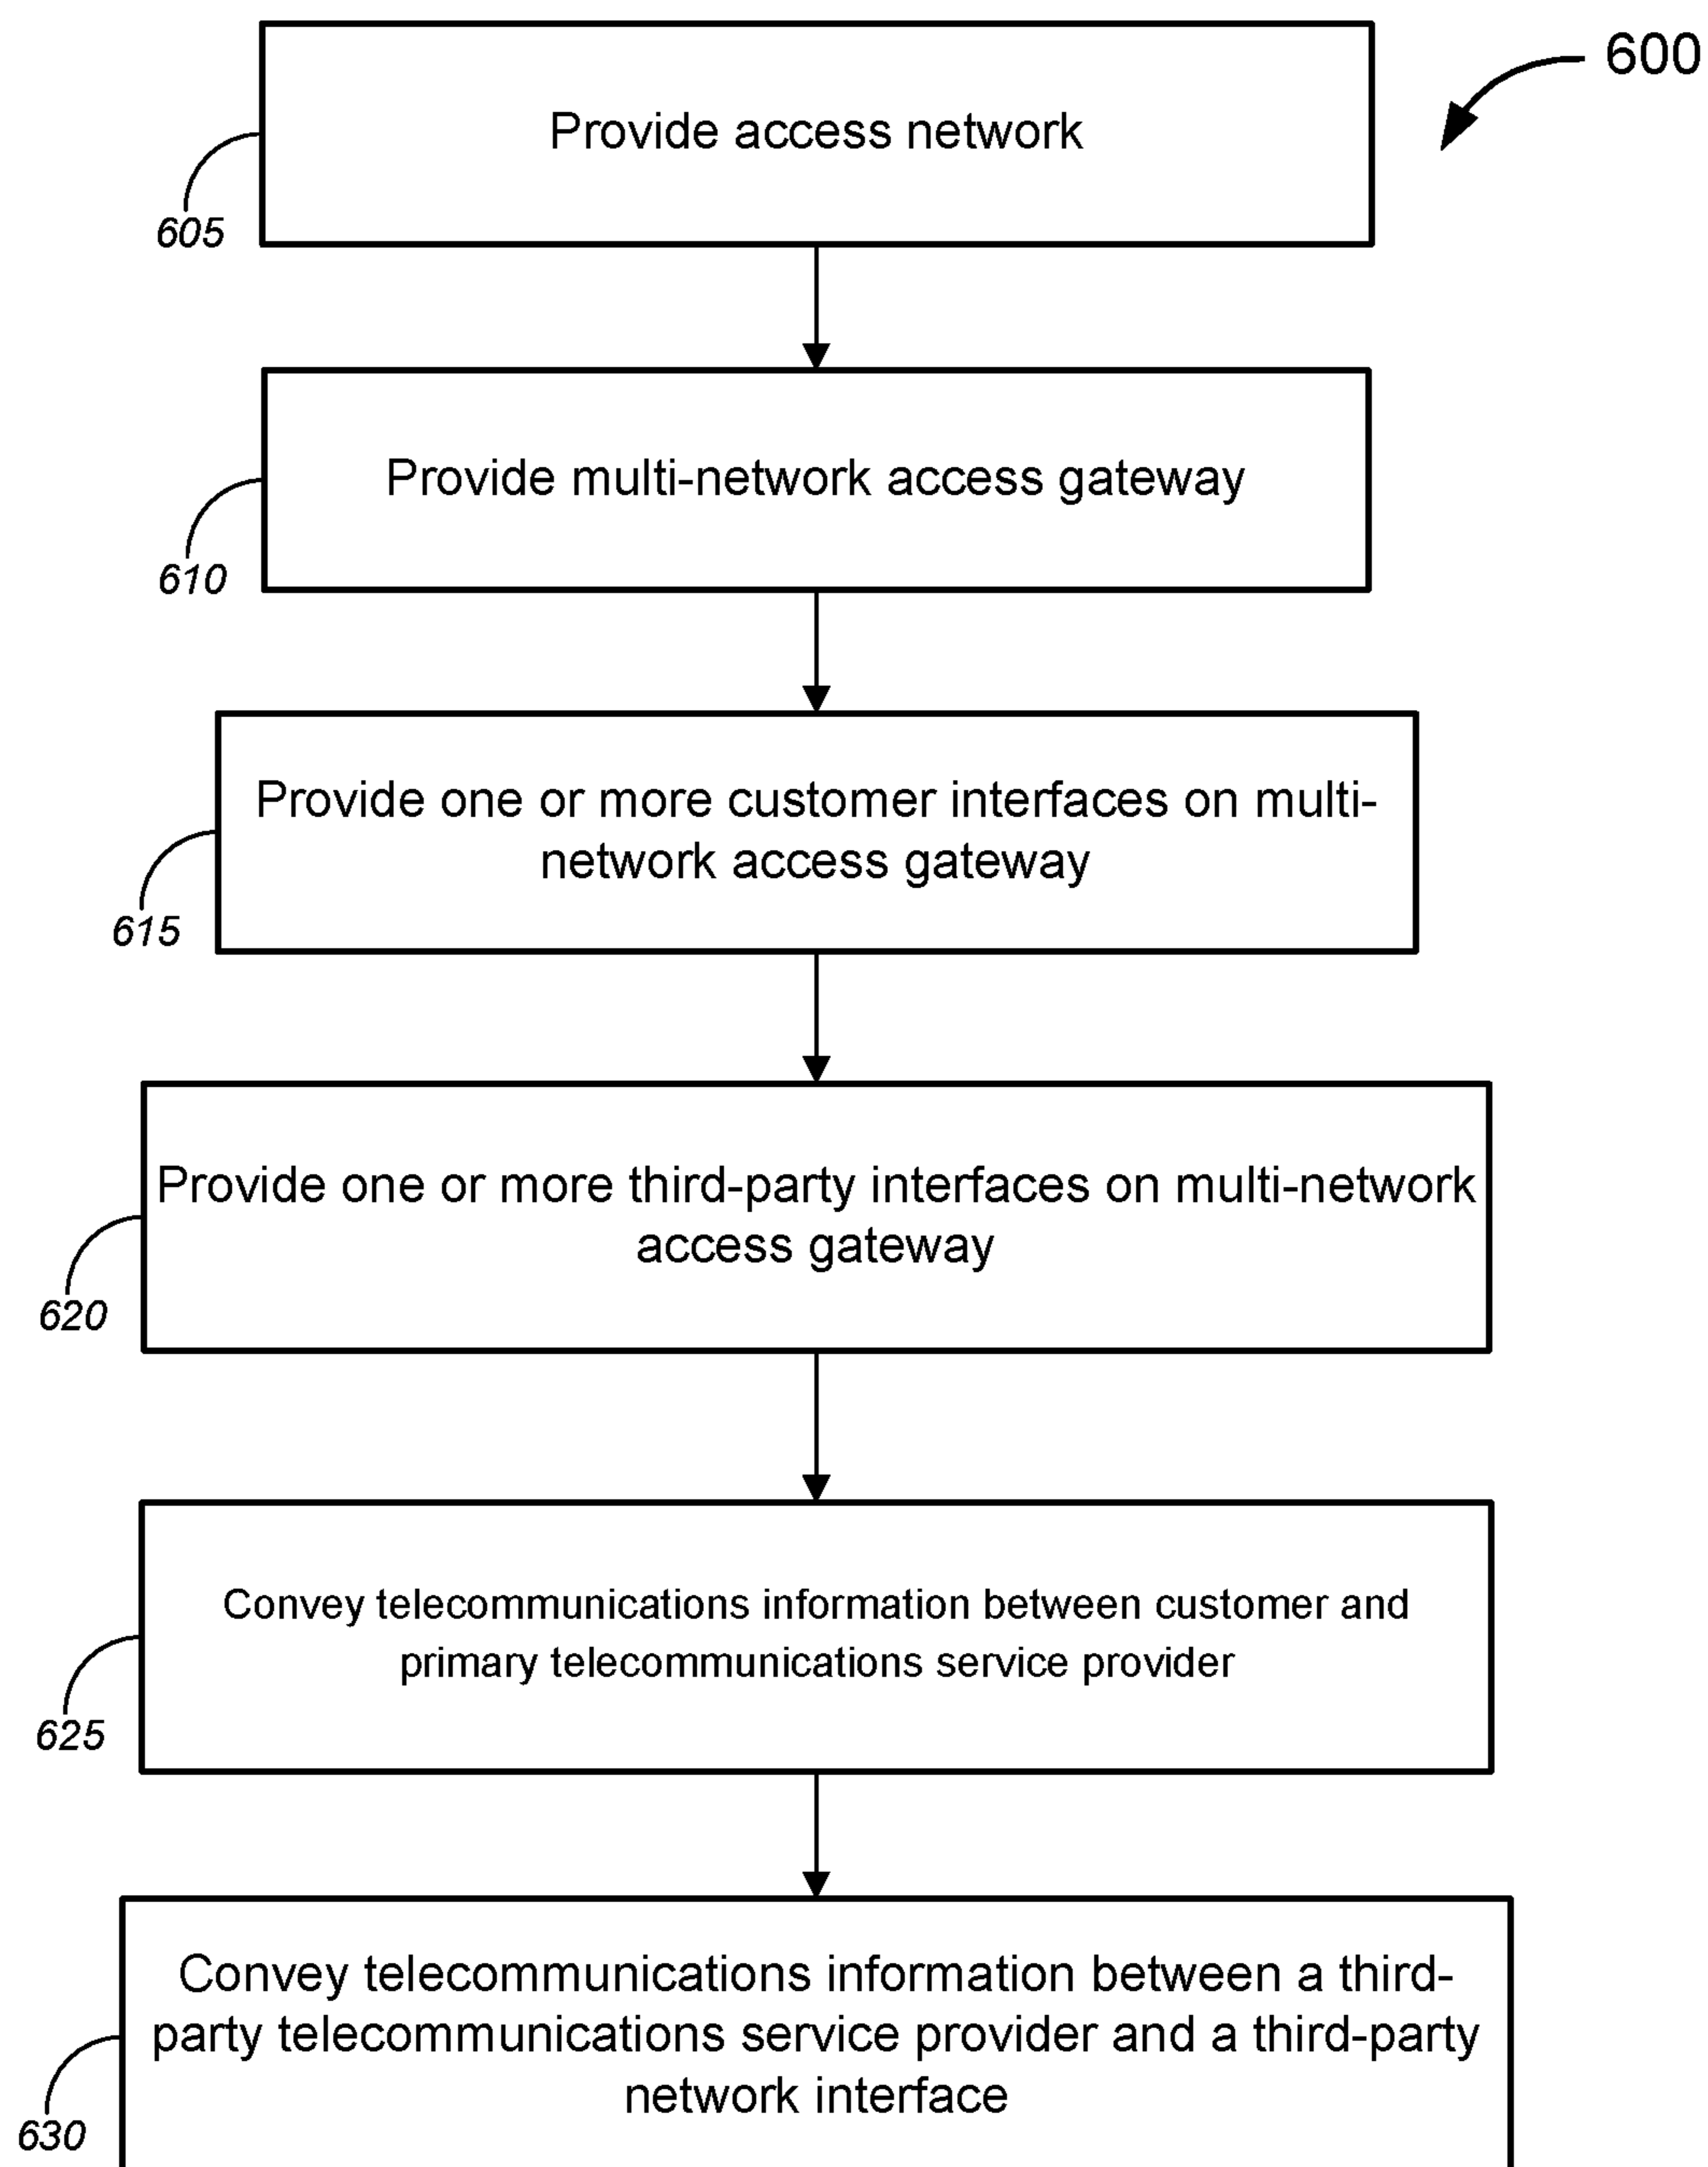 600
Provide access network
605
Provide multi-network access gateway
610
Provide one or more customer interfaces on multi-
network access gateway
615
Provide one or more third-party interfaces on multi-network
access gateway
620
Convey telecommunications information between customer and
primary telecommunications service provider
625
Convey telecommunications information between a third-
party telecommunications service provider and a third-party
network interface
630